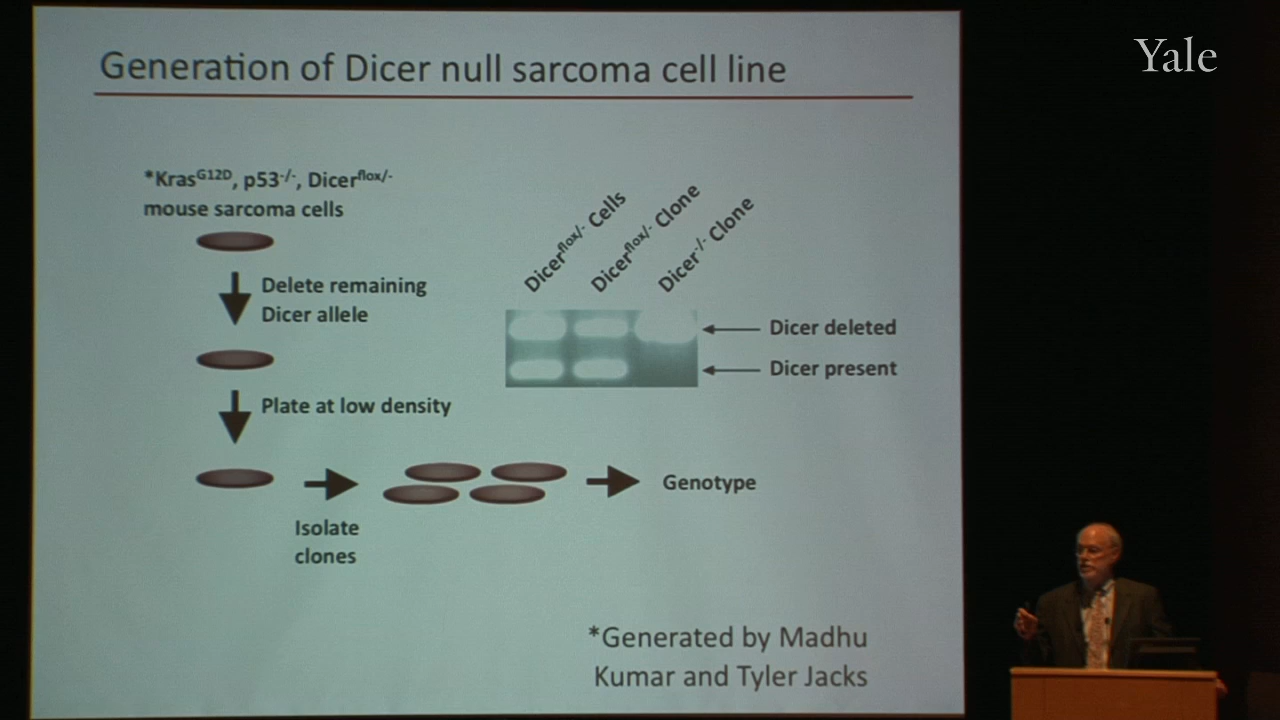 Generation of Dicer null sarcoma cell line
Yale
*Kras^G12D, p53^-/-, Dicer^flox/-
mouse sarcoma cells
Delete remaining
Dicer allele
Plate at low density
Isolate
clones
Genotype
Dicer^flox/- Cells
Dicer^flox/- Clone
Dicer^-/- Clone
Dicer deleted
Dicer present
*Generated by Madhu
Kumar and Tyler Jacks